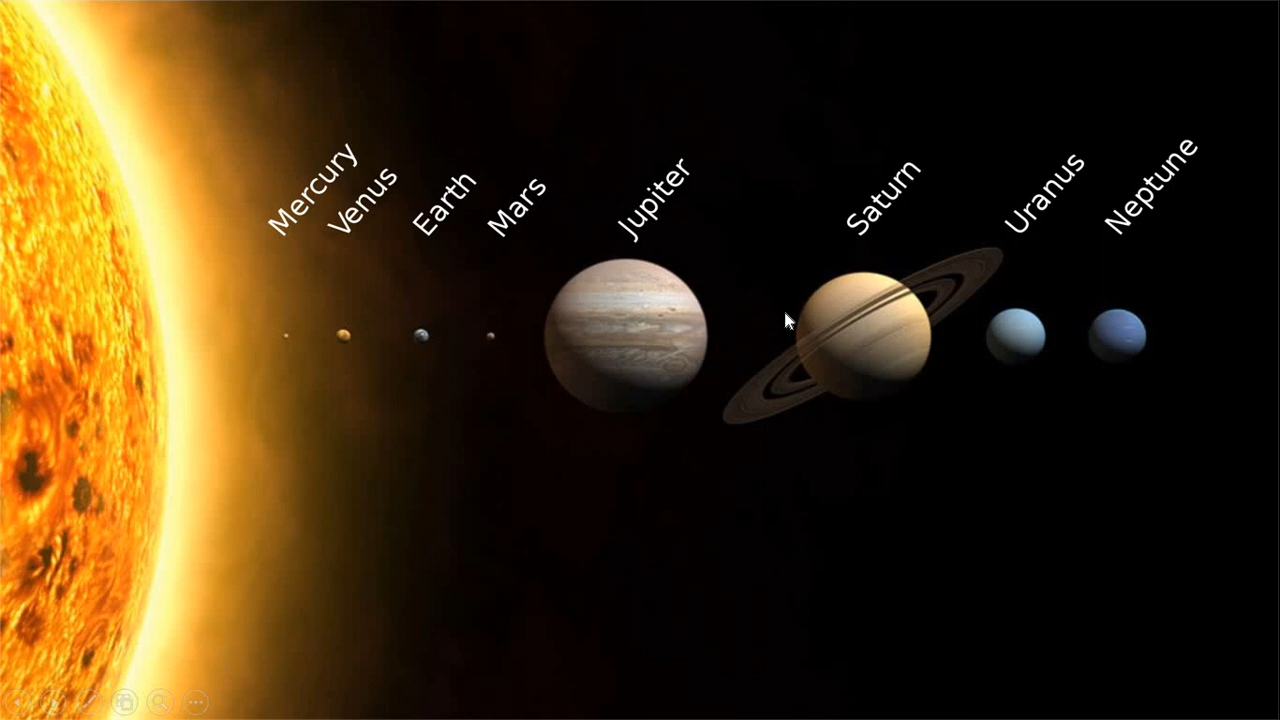 Mercury
Venus
Earth
Mars
Jupiter
Saturn
Uranus
Neptune